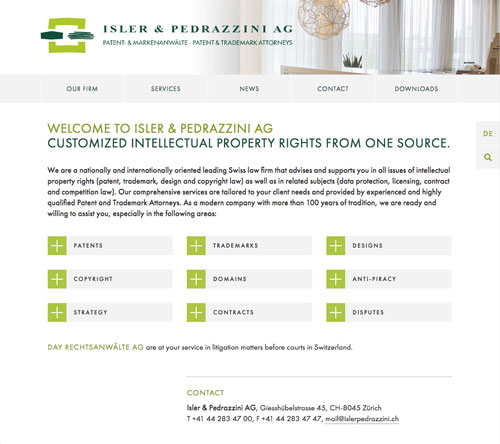 ISLER & PEDRAZZINI AG
PATENT- & MARKENANWÄLTE · PATENT & TRADEMARK ATTORNEYS
OUR FIRM SERVICES NEWS CONTACT DOWNLOADS
WELCOME TO ISLER & PEDRAZZINI AG
CUSTOMIZED INTELLECTUAL PROPERTY RIGHTS FROM ONE SOURCE.
DE
We are a nationally and internationally oriented leading Swiss law firm that advises and supports you in all issues of intellectual
property rights (patent, trademark, design and copyright law) as well as in related subjects (data protection, licensing, contract
and competition law). Our comprehensive services are tailored to your client needs and provided by experienced and highly
qualified Patent and Trademark Attorneys. As a modern company with more than 100 years of tradition, we are ready and
willing to assist you, especially in the following areas:
PATENTS TRADEMARKS DESIGNS
COPYRIGHT DOMAINS ANTI-PIRACY
STRATEGY CONTRACTS DISPUTES
DAY RECHTSANWÄLTE AG are at your service in litigation matters before courts in Switzerland.
CONTACT
Isler & Pedrazzini AG, Giesshübelstrasse 45, CH-8045 Zürich
T +41 44 283 47 00, F +41 44 283 47 47, mail@islerpedrazzini.ch